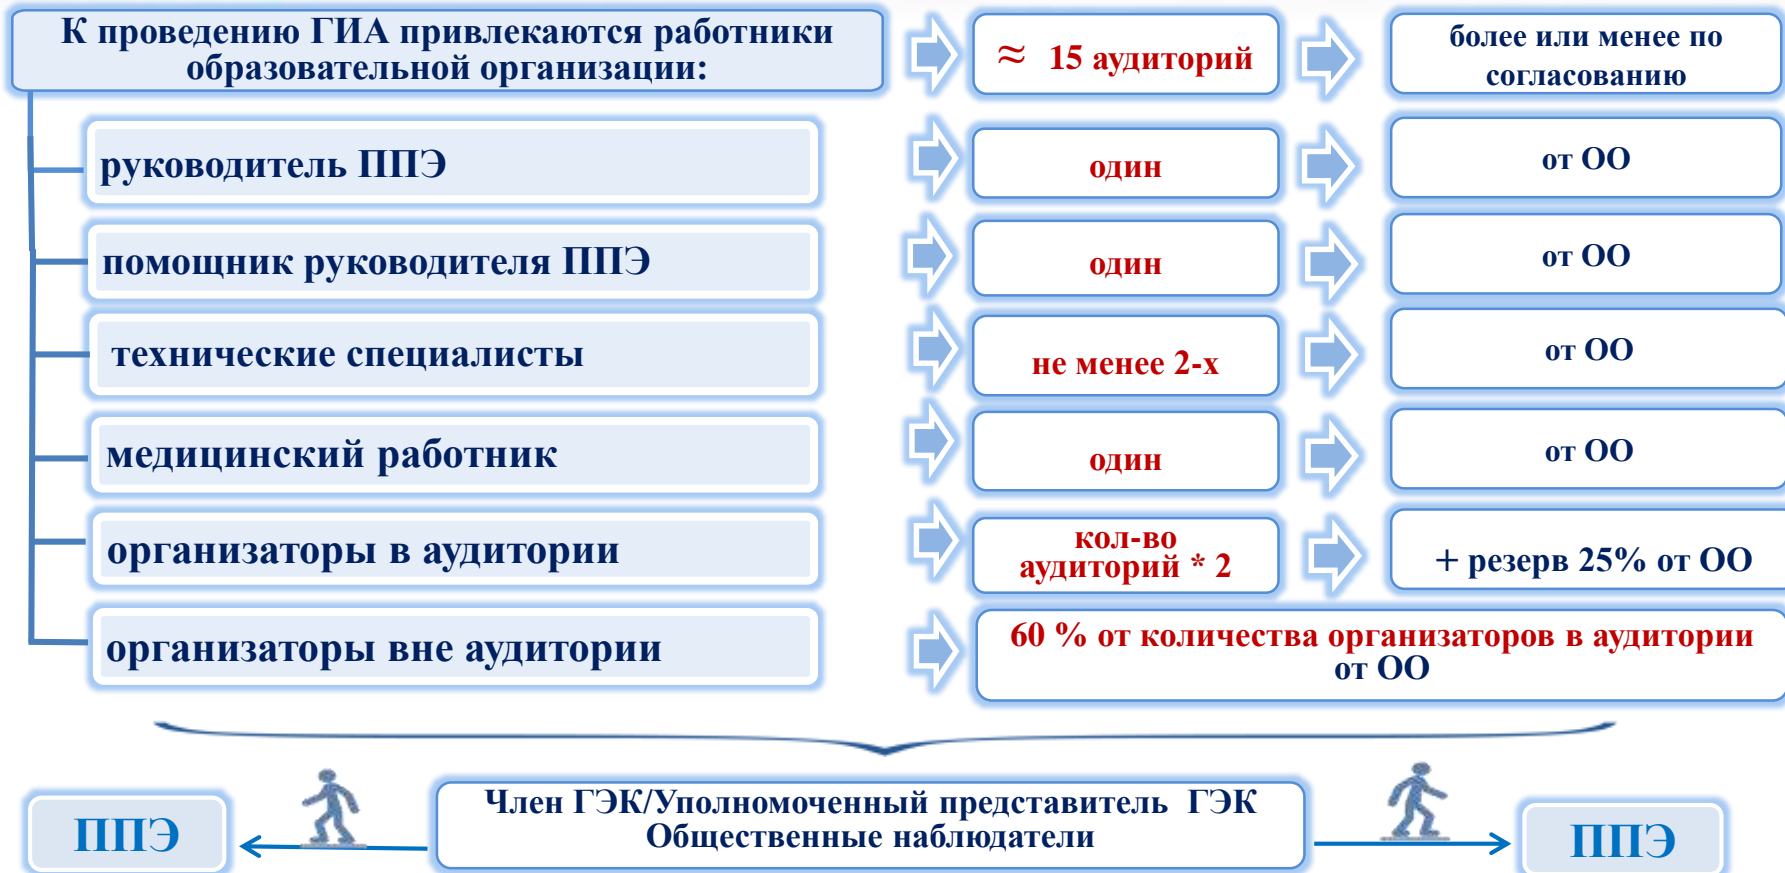 К проведению ГИА привлекаются работники
образовательной организации:
≈ 15 аудиторий
более или менее по
согласованию
руководитель ППЭ
один
от ОО
помощник руководителя ППЭ
один
от ОО
технические специалисты
не менее 2-х
от ОО
медицинский работник
один
от ОО
организаторы в аудитории
кол-во
аудиторий * 2
+ резерв 25% от ОО
организаторы вне аудитории
60 % от количества организаторов в аудитории
от ОО
ППЭ
Член ГЭК/Уполномоченный представитель ГЭК
Общественные наблюдатели
ППЭ